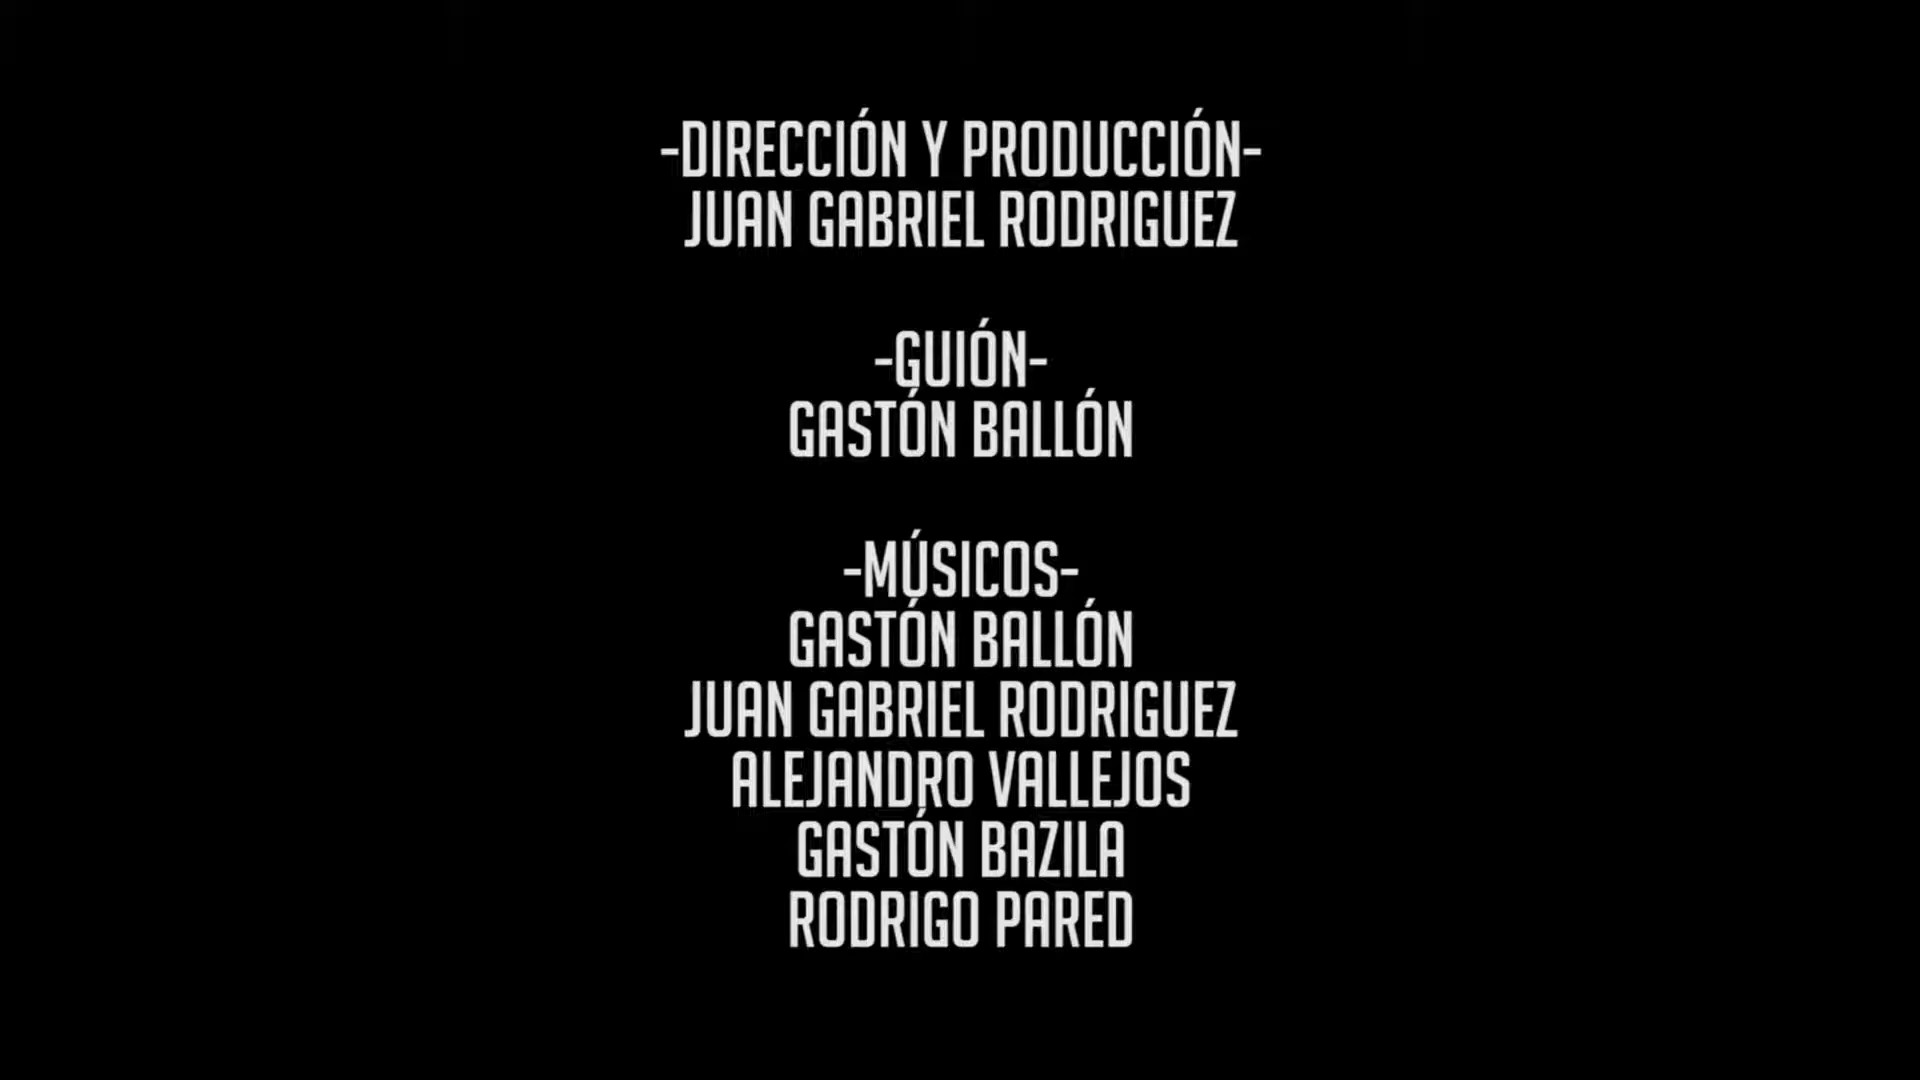 -DIRECCIÓN Y PRODUCCIÓN-
JUAN GABRIEL RODRIGUEZ
-GUIÓN-
GASTÓN BALLÓN
-MÚSICOS-
GASTÓN BALLÓN
JUAN GABRIEL RODRIGUEZ
ALEJANDRO VALLEJOS
GASTÓN BAZILA
RODRIGO PARED